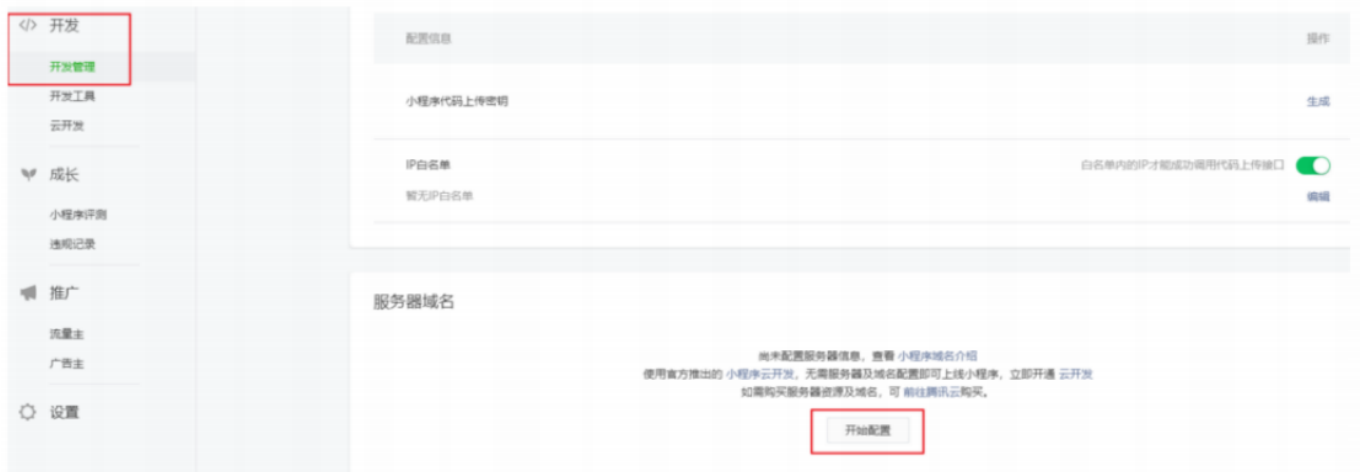 开发
开发管理
开发工具
云开发
成长
小程序评测
违规记录
推广
流量主
广告主
设置
配置信息
操作
小程序代码上传密钥
生成
IP白名单
白名单内的IP才能成功调用代码上传接口
暂无IP白名单
编辑
服务器域名
尚未配置服务器信息，查看 小程序域名介绍
使用官方推出的 小程序云开发，无需服务器及域名配置即可上线小程序，立即开通 云开发
如需购买服务器资源及域名，可 前往腾讯云购买。
开始配置